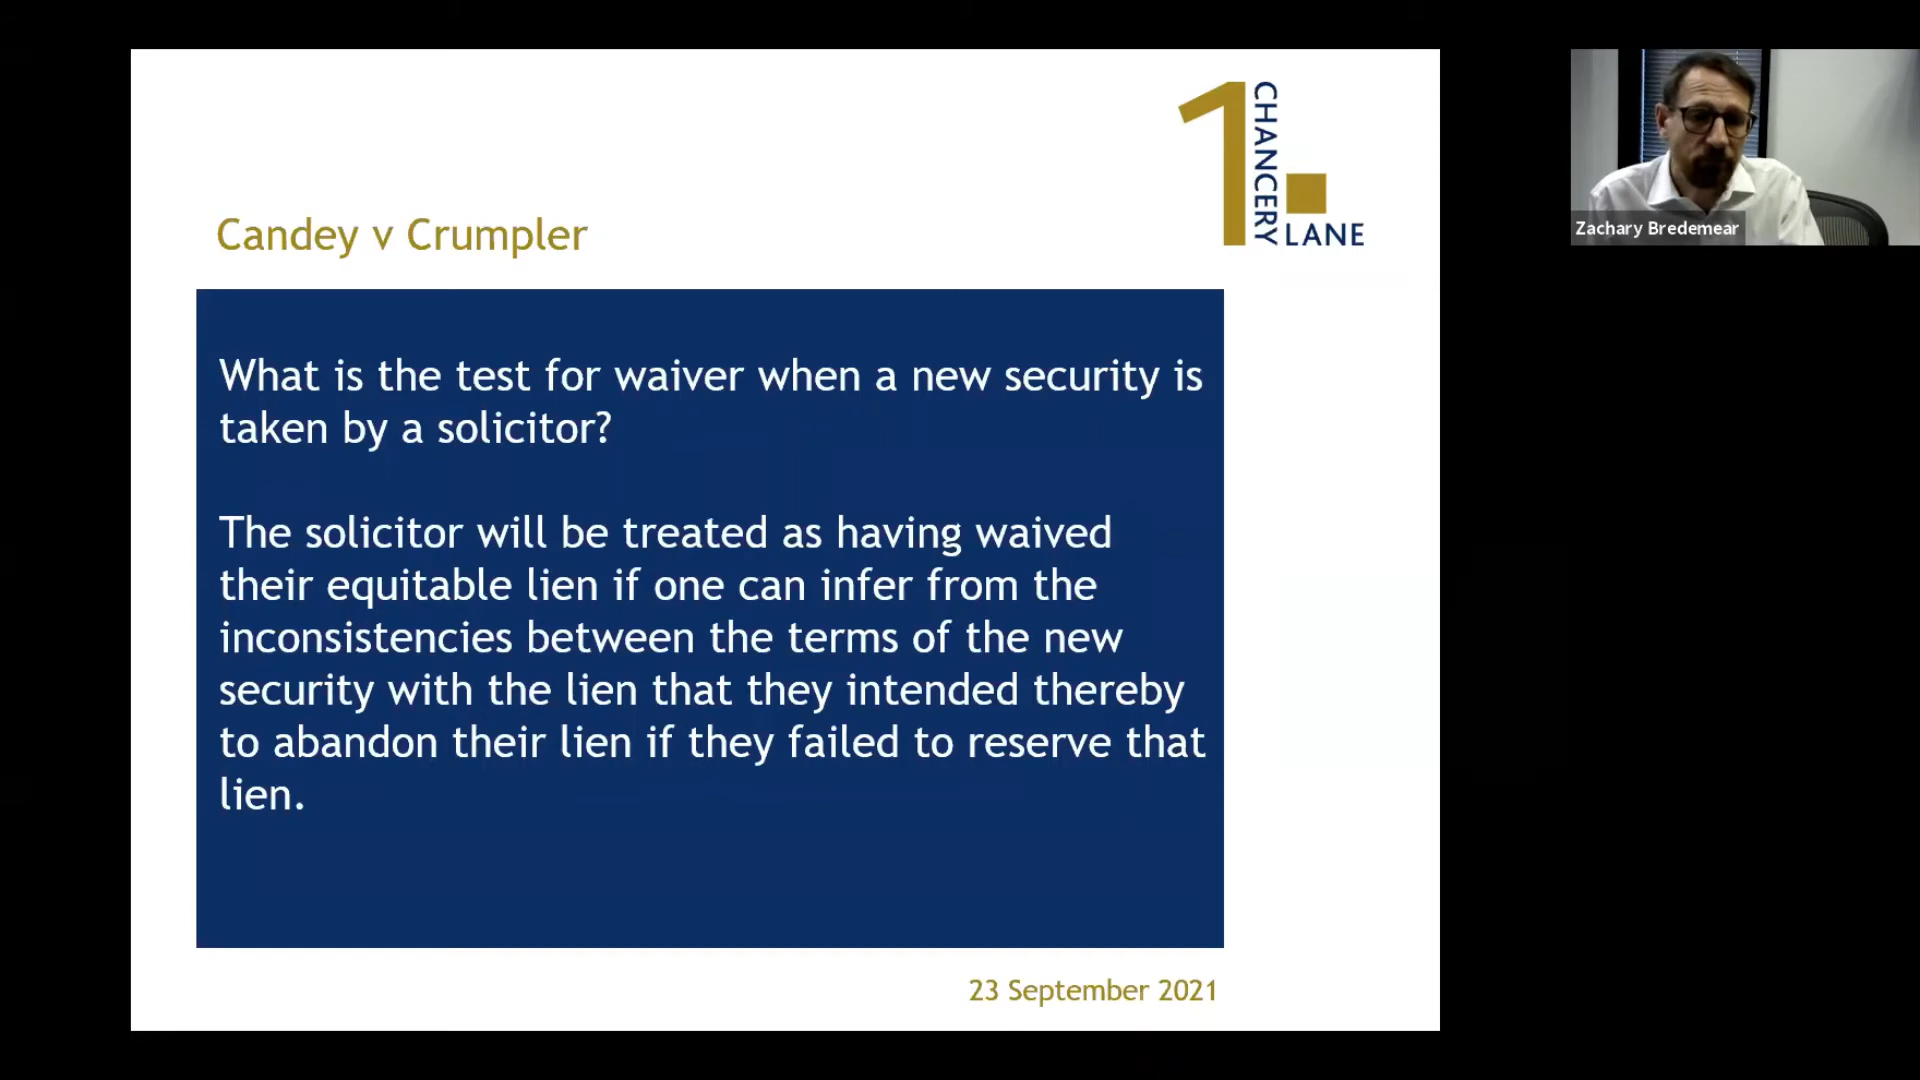 1 CHANCERY LANE
Zachary Bredemear
Candey v Crumpler
What is the test for waiver when a new security is
taken by a solicitor?
The solicitor will be treated as having waived
their equitable lien if one can infer from the
inconsistencies between the terms of the new
security with the lien that they intended thereby
to abandon their lien if they failed to reserve that
lien.
23 September 2021